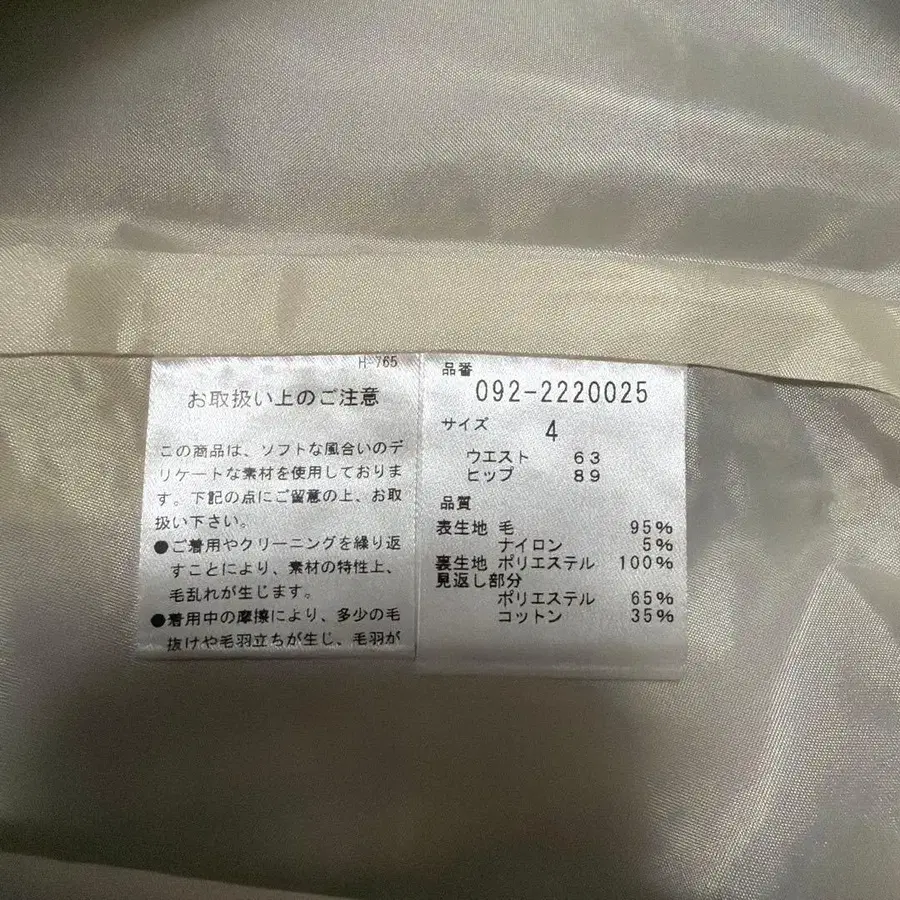 H-765
お取扱い上のご注意
この商品は、ソフトな風合いのデ
リケートな素材を使用しておりま
す。下記の点にご留意の上、お取
扱い下さい。
●ご着用やクリーニングを繰り返
すことにより、素材の特性上、
毛乱れが生じます。
●着用中の摩擦により、多少の毛
抜けや毛羽立ちが生じ、毛羽が
品番
092-2220025
サイズ
4
ウエスト 63
ヒップ 89
品質
表生地 毛 95%
ナイロン 5%
裏生地 ポリエステル 100%
見返し部分
ポリエステル 65%
コットン 35%